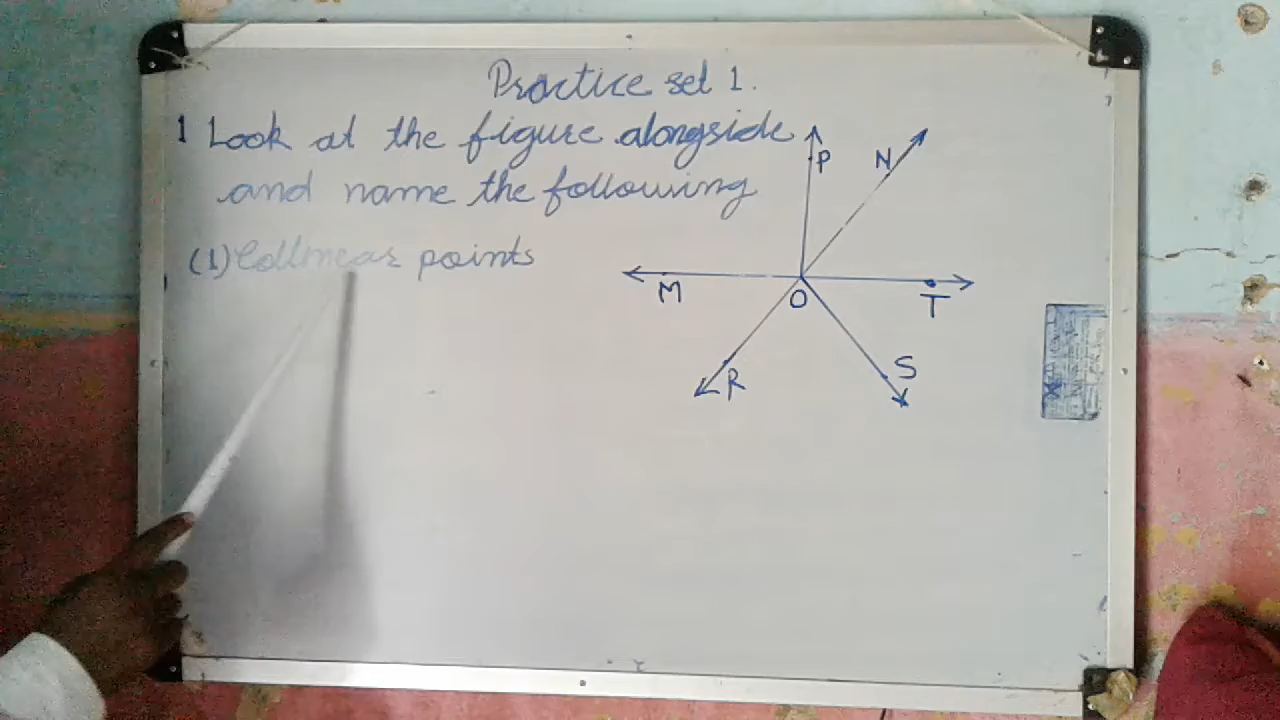 Practice set 1.
1 Look at the figure alongside
and name the following
(1) Collinear points
P
N
M
O
T
R
S